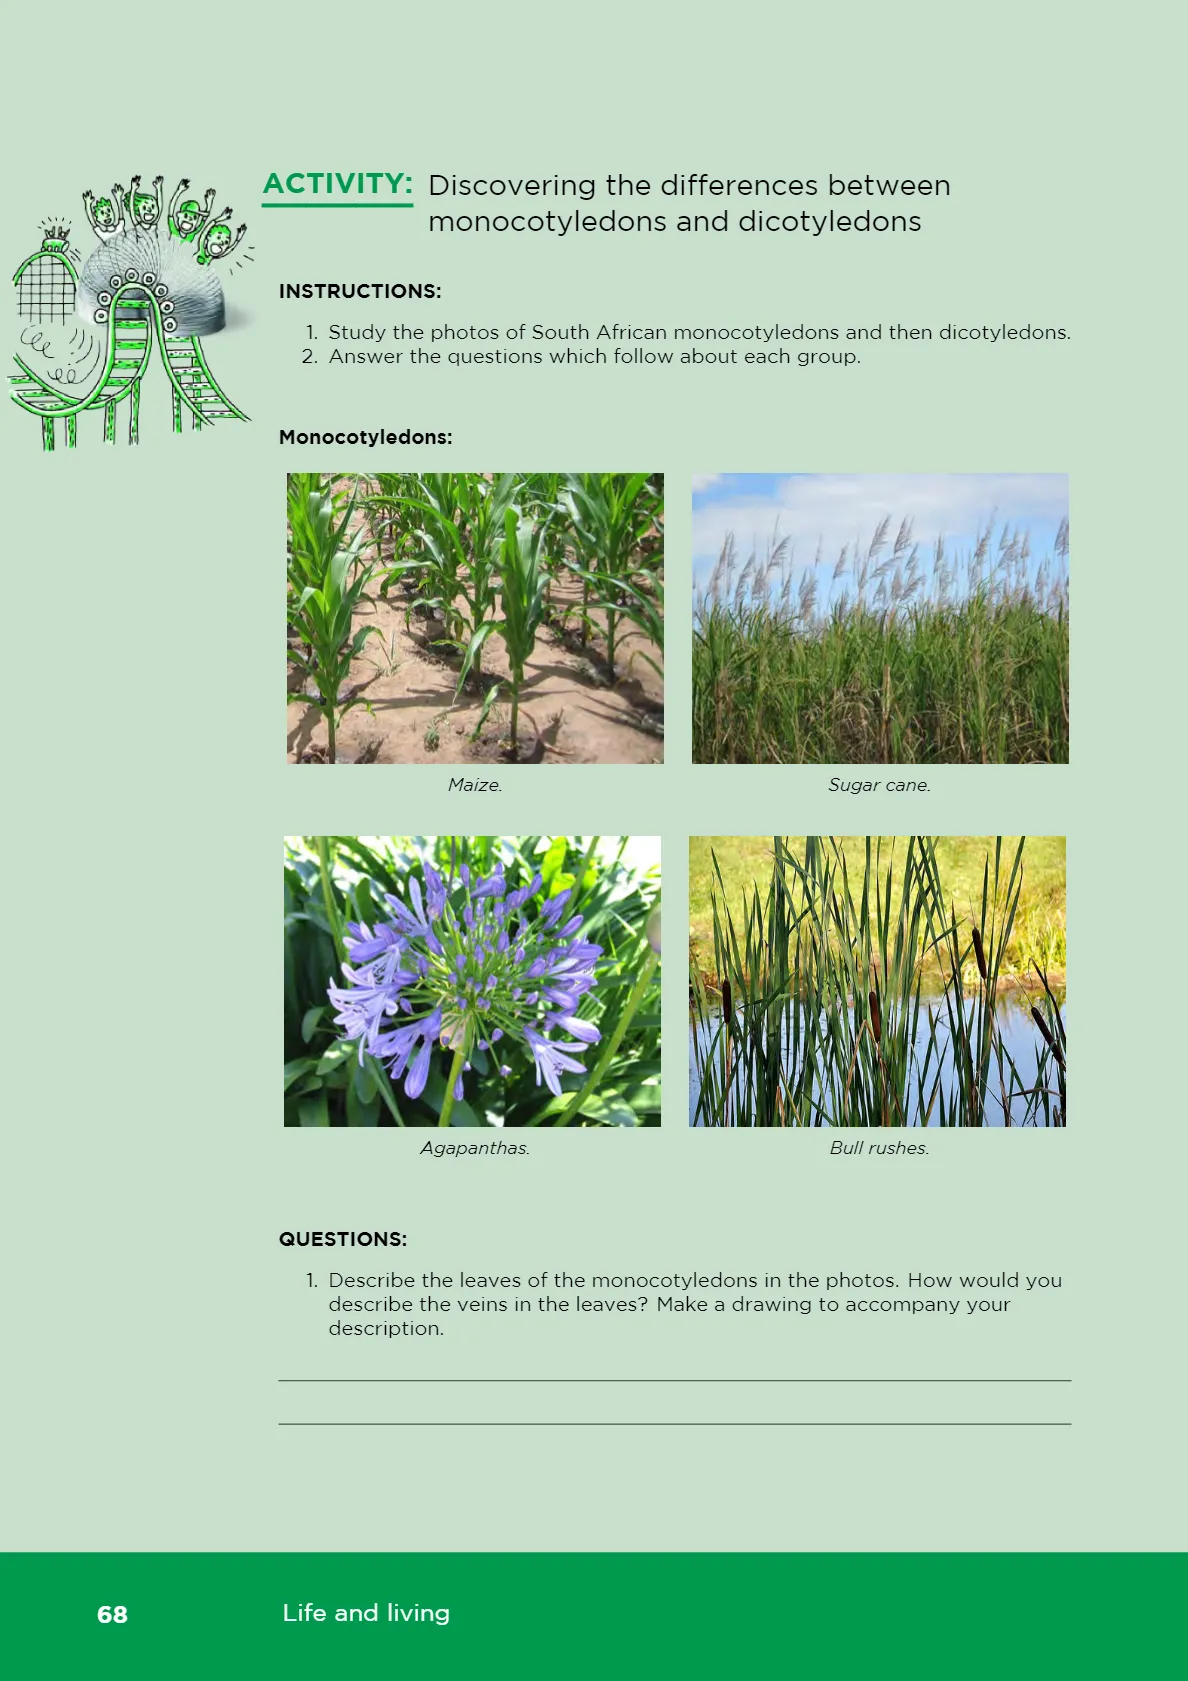 ACTIVITY: Discovering the differences between
monocotyledons and dicotyledons
INSTRUCTIONS:
1. Study the photos of South African monocotyledons and then dicotyledons.
2. Answer the questions which follow about each group.
Monocotyledons:
Maize.
Sugar cane.
Agapanthas.
Bull rushes.
QUESTIONS:
1. Describe the leaves of the monocotyledons in the photos. How would you
describe the veins in the leaves? Make a drawing to accompany your
description.
68
Life and living